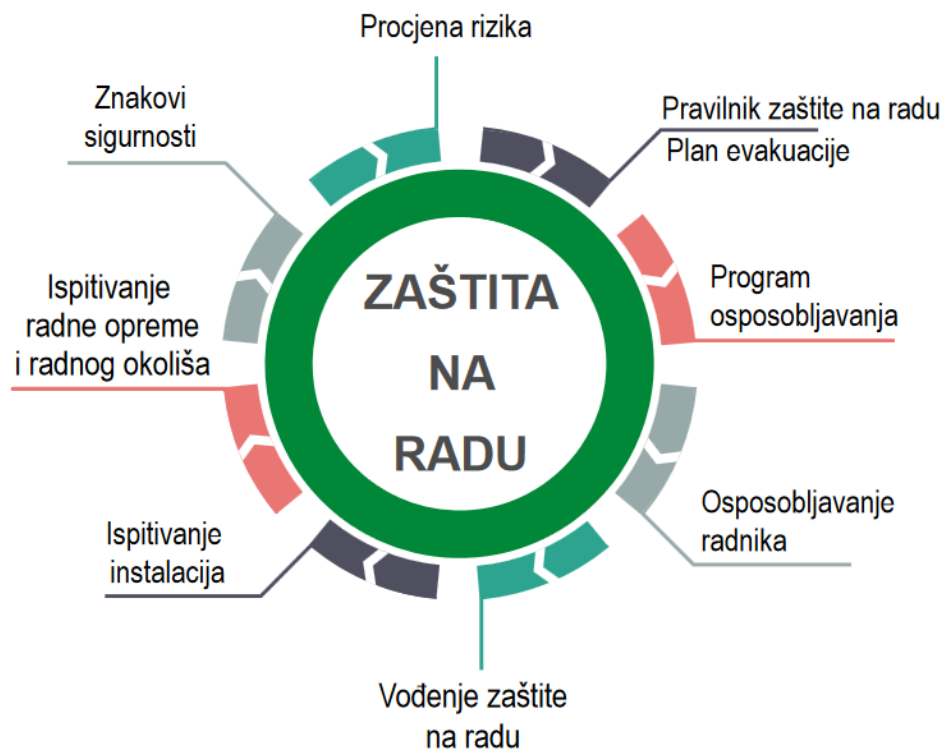 Procjena rizika
Znakovi
sigurnosti
Pravilnik zaštite na radu
Plan evakuacije
ZAŠTITA
NA
RADU
Ispitivanje
radne opreme
i radnog okoliša
Program
osposobljavanja
Osposobljavanje
radnika
Ispitivanje
instalacija
Vođenje zaštite
na radu